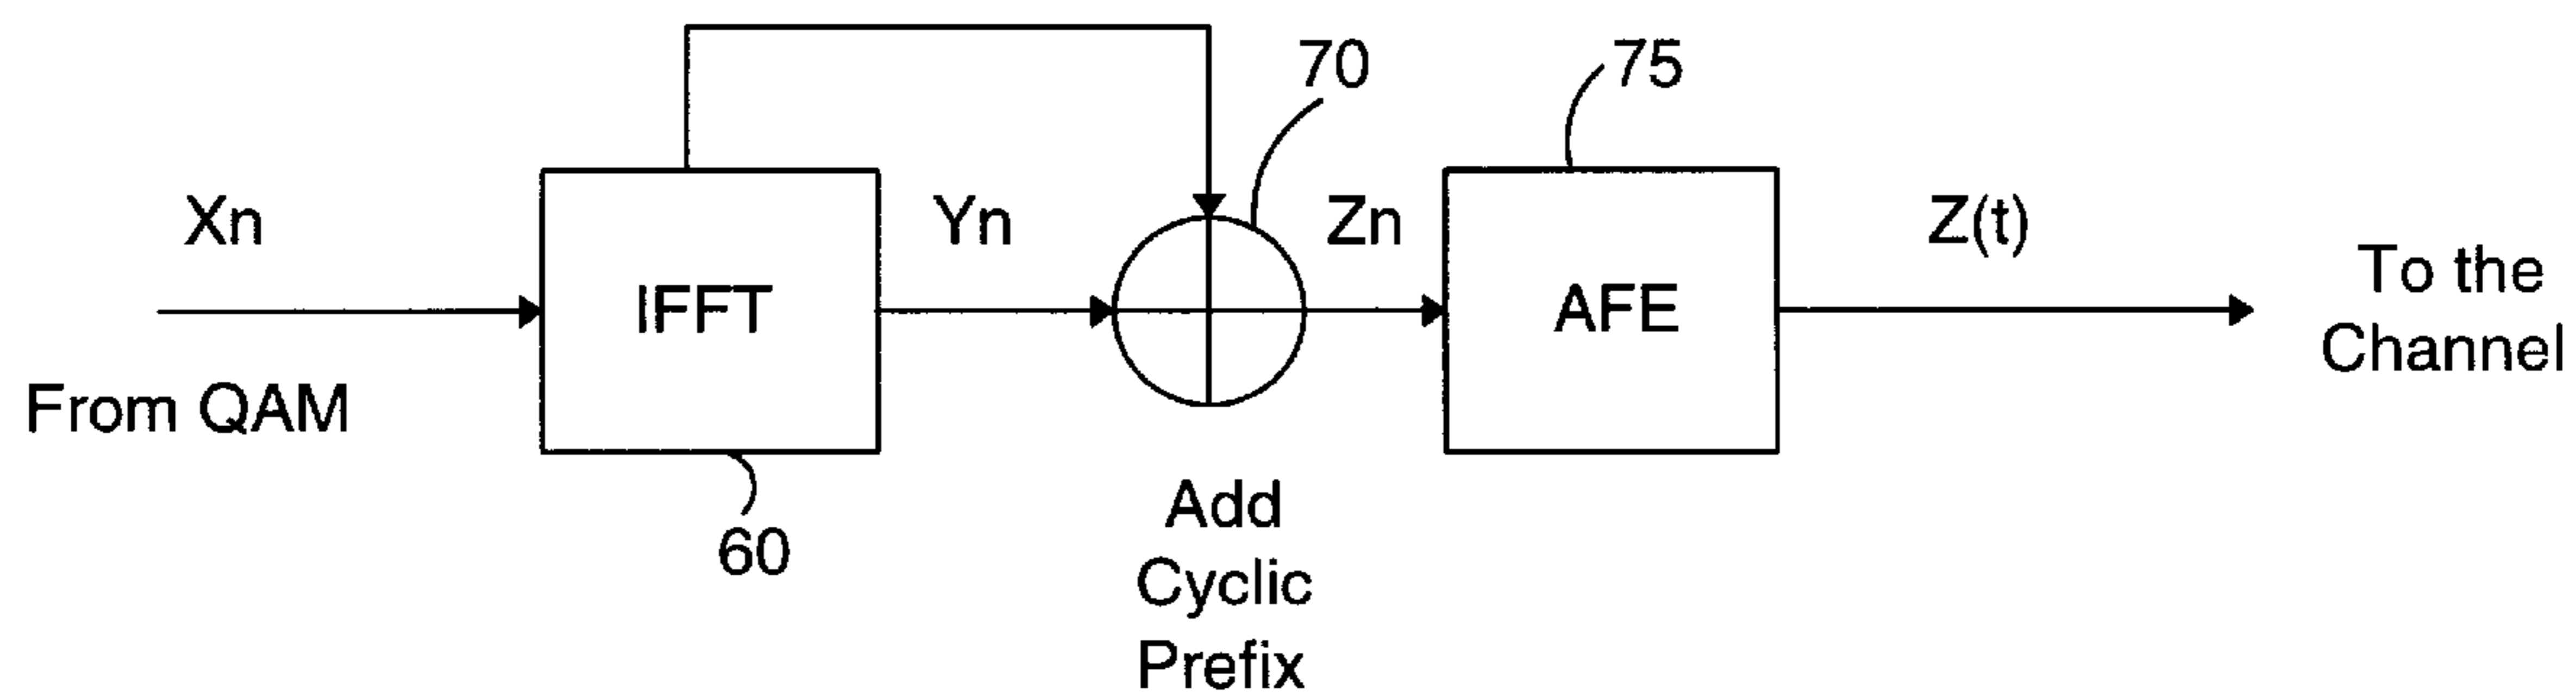 70
75
Xn
Yn
Zn
Z(t)
To the
Channel
IFFT
AFE
From QAM
60
Add
Cyclic
Prefix